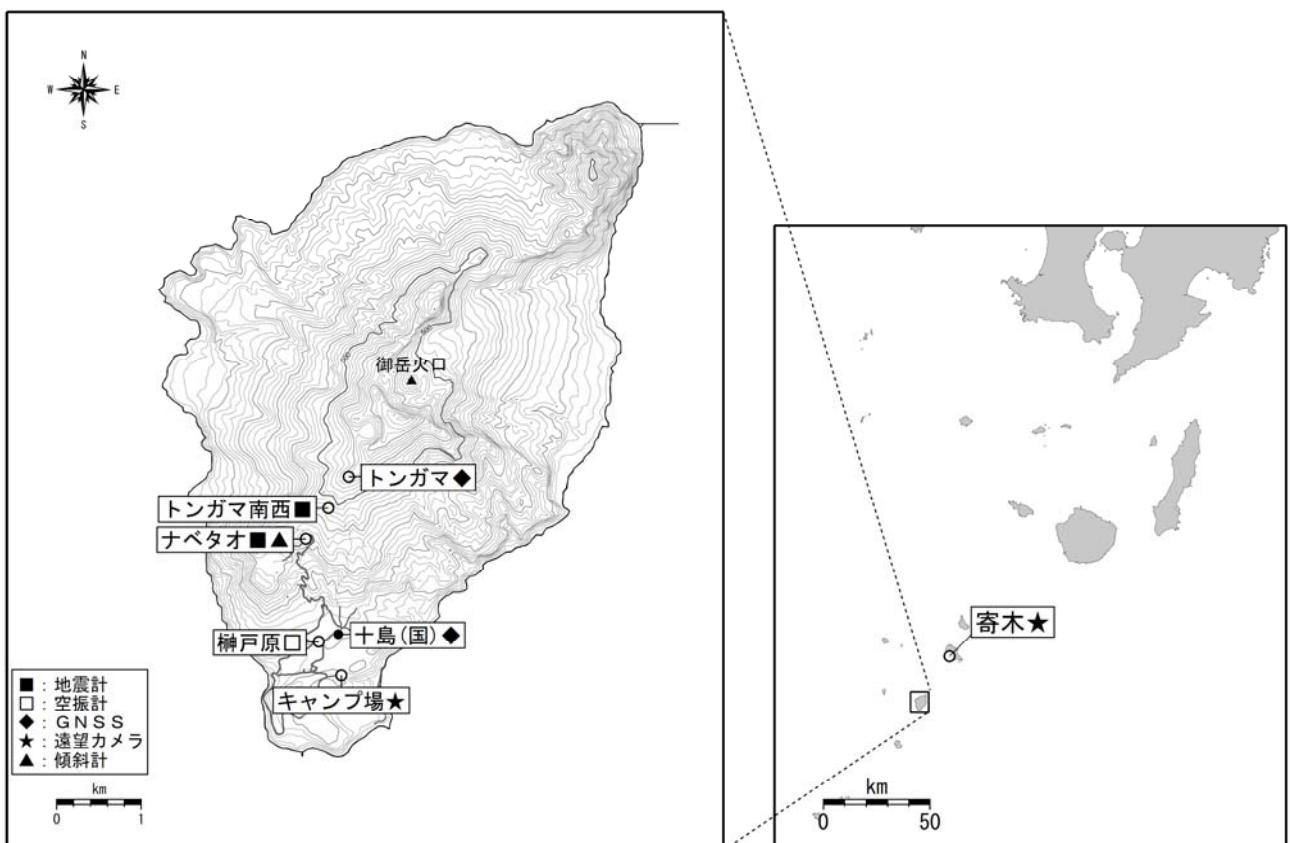 N
W E
S
500
御岳火口
トンガマ◆
トンガマ南西■
ナベタオ■▲
榊戸原□
十島(国)◆
キャンプ場★
■:地震計
□:空振計
◆:GNSS
★:遠望カメラ
▲:傾斜計
km
0 1
寄木★
km
0 50